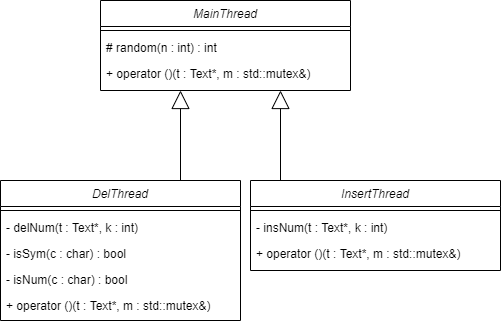 MainThread
# random(n : int) : int
+ operator ()(t : Text*, m : std::mutex&)
DelThread
- delNum(t : Text*, k : int)
- isSym(c : char) : bool
- isNum(c : char) : bool
+ operator ()(t : Text*, m : std::mutex&)
InsertThread
- insNum(t : Text*, k : int)
+ operator ()(t : Text*, m : std::mutex&)